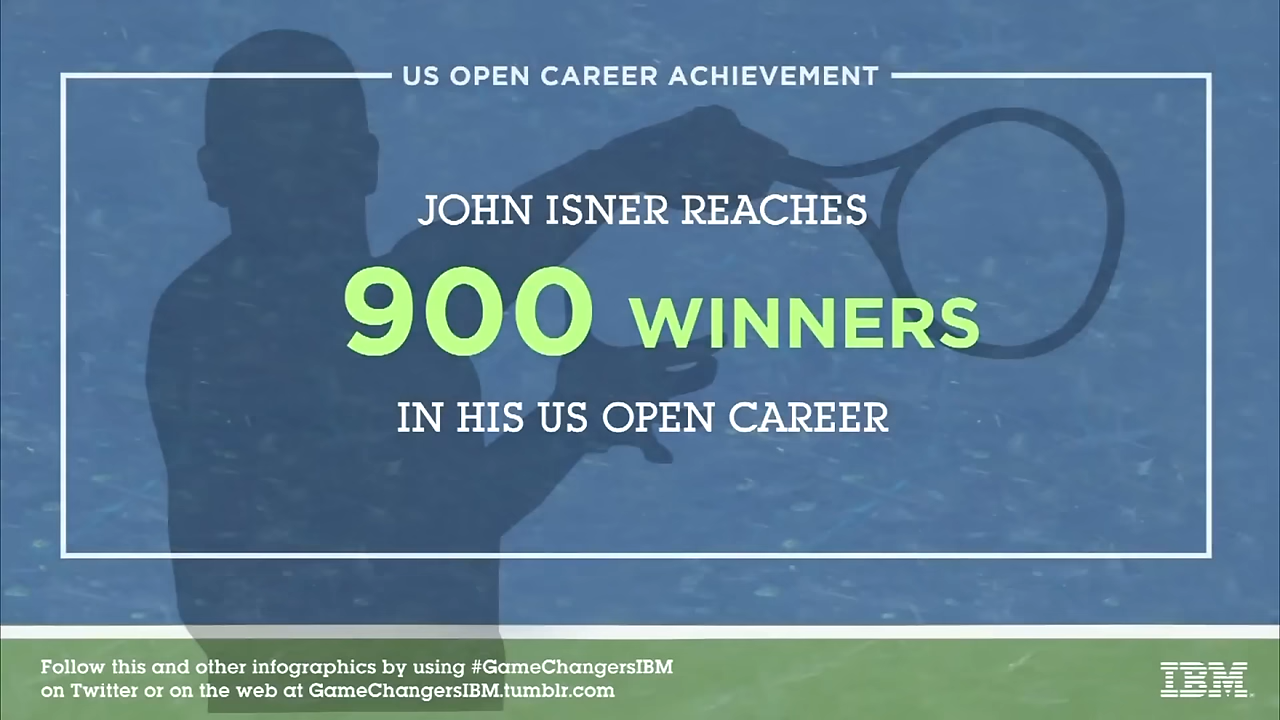 US OPEN CAREER ACHIEVEMENT
JOHN ISNER REACHES
900 WINNERS
IN HIS US OPEN CAREER
Follow this and other infographics by using #GameChangersIBM
on Twitter or on the web at GameChangersIBM.tumblr.com
IBM